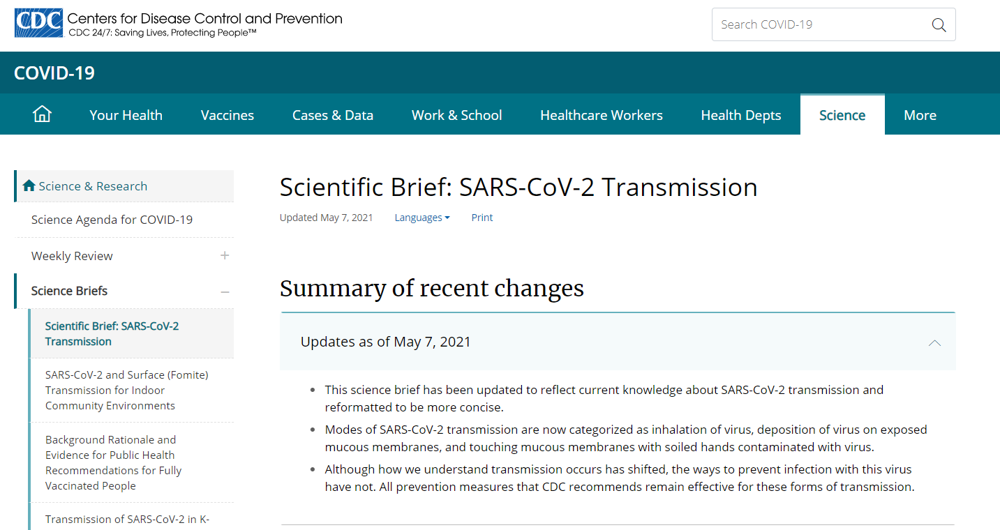 CDC Centers for Disease Control and Prevention
CDC 24/7: Saving Lives, Protecting People™
Search COVID-19
COVID-19
Your Health Vaccines Cases & Data Work & School Healthcare Workers Health Depts Science More
Science & Research
Science Agenda for COVID-19
Weekly Review
Science Briefs
Scientific Brief: SARS-CoV-2
Transmission
SARS-CoV-2 and Surface (Fomite)
Transmission for Indoor
Community Environments
Background Rationale and
Evidence for Public Health
Recommendations for Fully
Vaccinated People
Transmission of SARS-CoV-2 in K-
Scientific Brief: SARS-CoV-2 Transmission
Updated May 7, 2021 Languages Print
Summary of recent changes
Updates as of May 7, 2021
• This science brief has been updated to reflect current knowledge about SARS-CoV-2 transmission and
reformatted to be more concise.
• Modes of SARS-CoV-2 transmission are now categorized as inhalation of virus, deposition of virus on exposed
mucous membranes, and touching mucous membranes with soiled hands contaminated with virus.
• Although how we understand transmission occurs has shifted, the ways to prevent infection with this virus
have not. All prevention measures that CDC recommends remain effective for these forms of transmission.